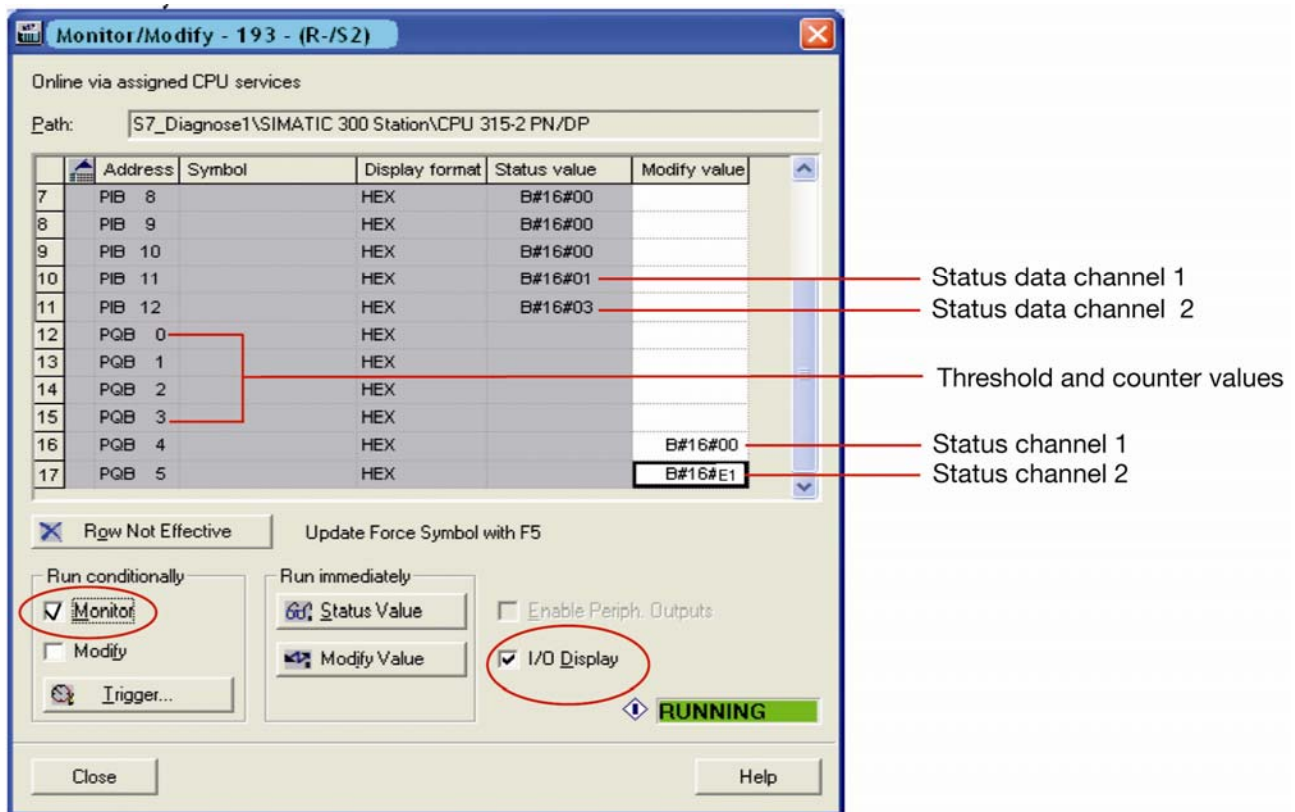 Monitor/Modify - 193 - (R-/S2)
Online via assigned CPU services
Path: S7_Diagnose1\SIMATIC 300 Station\CPU 315-2 PN/DP
Address Symbol Display format Status value Modify value
7 PIB 8 HEX B#16#00
8 PIB 9 HEX B#16#00
9 PIB 10 HEX B#16#00
10 PIB 11 HEX B#16#01 Status data channel 1
11 PIB 12 HEX B#16#03 Status data channel 2
12 PQB 0 HEX
13 PQB 1 HEX
14 PQB 2 HEX Threshold and counter values
15 PQB 3 HEX
16 PQB 4 HEX B#16#00 Status channel 1
17 PQB 5 HEX B#16#E1 Status channel 2
Row Not Effective Update Force Symbol with F5
Run conditionally Run immediately
Monitor Status Value Enable Periph. Outputs
Modify Modify Value I/O Display
Trigger...
RUNNING
Close Help